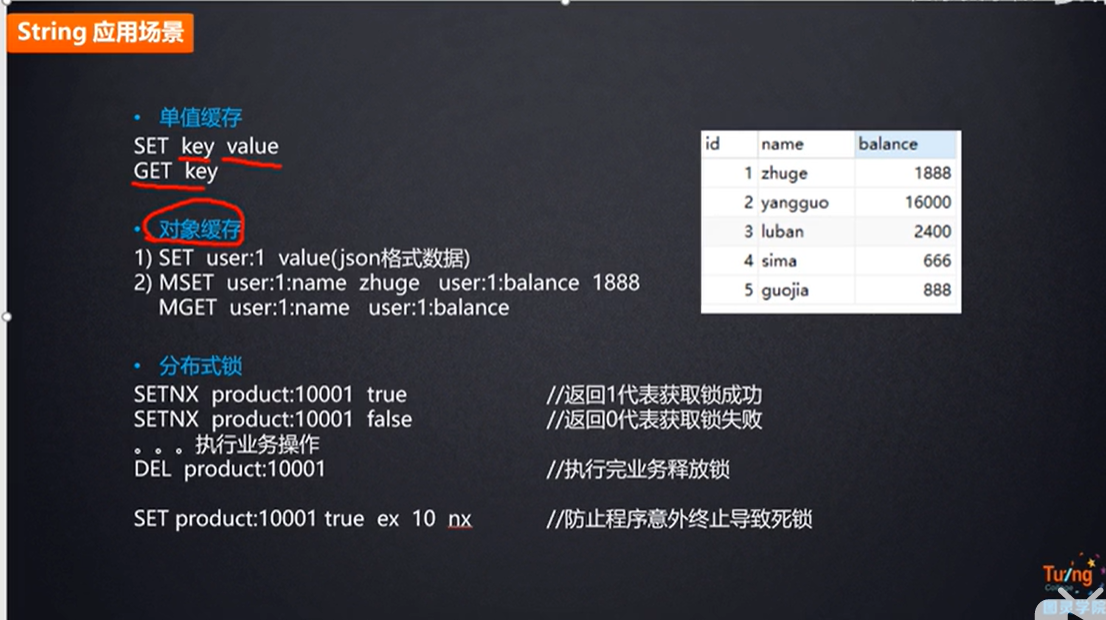 String 应用场景
• 单值缓存
SET key value
GET key
• 对象缓存
1) SET user:1 value(json格式数据)
2) MSET user:1:name zhuge user:1:balance 1888
MGET user:1:name user:1:balance
id name balance
1 zhuge 1888
2 yangguo 16000
3 luban 2400
4 sima 666
5 guojia 888
• 分布式锁
SETNX product:10001 true //返回1代表获取锁成功
SETNX product:10001 false //返回0代表获取锁失败
。。。执行业务操作
DEL product:10001 //执行完业务释放锁
SET product:10001 true ex 10 nx //防止程序意外终止导致死锁
Tuling
图灵学院